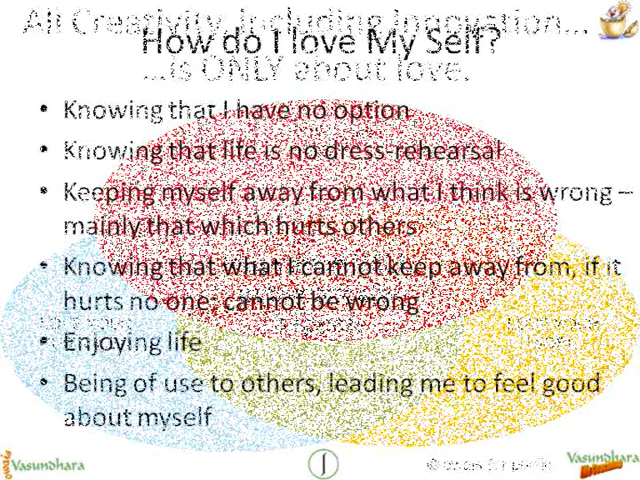 All Creativity, Including Innovation...
How do I love My Self?
...is ONLY about love.
• Knowing that I have no option
• Knowing that life is no dress-rehearsal
• Keeping myself away from what I think is wrong –
mainly that which hurts others
• Knowing that what I cannot keep away from, if it
hurts no one, cannot be wrong
• Enjoying life
• Being of use to others, leading me to feel good
about myself
Vasundhara
Vasundhara